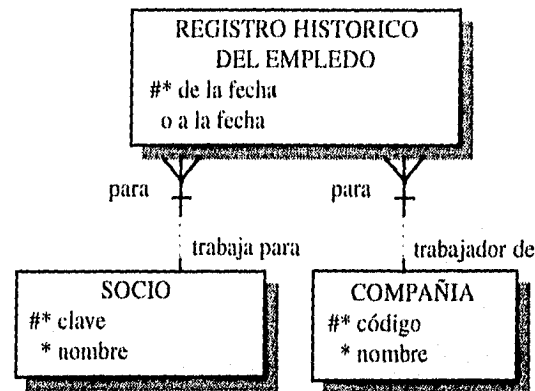 REGISTRO HISTORICO
DEL EMPLEDO
#* de la fecha
o a la fecha
para
para
trabaja para
trabajador de
SOCIO
#* clave
* nombre
COMPAÑIA
#* código
* nombre